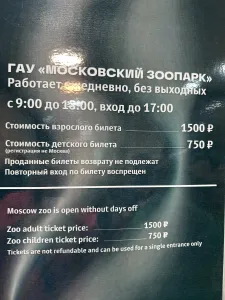 ГАУ «МОСКОВСКИЙ ЗООПАРК»
Работает ежедневно, без выходных
с 9:00 до 18:00, вход до 17:00
Стоимость взрослого билета 1500 ₽
Стоимость детского билета 750 ₽
(регистрация не Москва)
Проданные билеты возврату не подлежат
Повторный вход по билету воспрещен
Moscow zoo is open without days off
Zoo adult ticket price: 1500 ₽
Zoo children ticket price: 750 ₽
Tickets are not refundable and can be used for a single entrance only